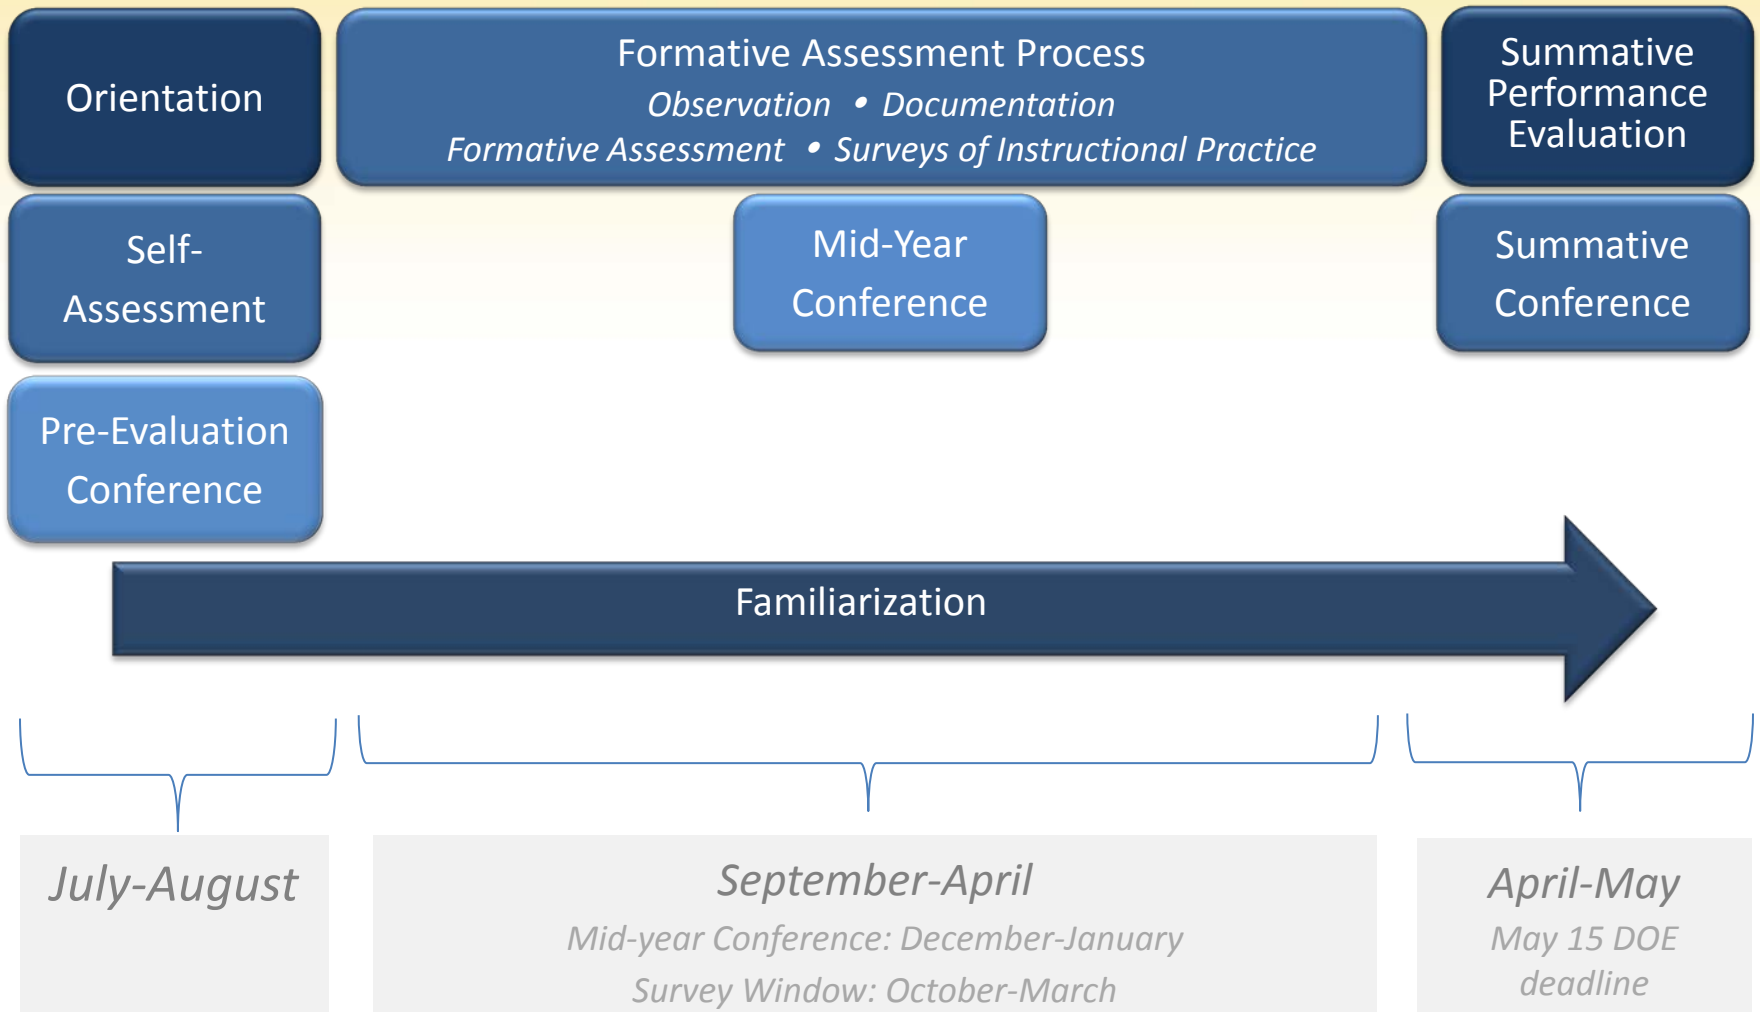 Orientation
Formative Assessment Process
Observation • Documentation
Formative Assessment • Surveys of Instructional Practice
Summative
Performance
Evaluation
Self-
Assessment
Mid-Year
Conference
Summative
Conference
Pre-Evaluation
Conference
Familiarization
July-August
September-April
Mid-year Conference: December-January
Survey Window: October-March
April-May
May 15 DOE
deadline